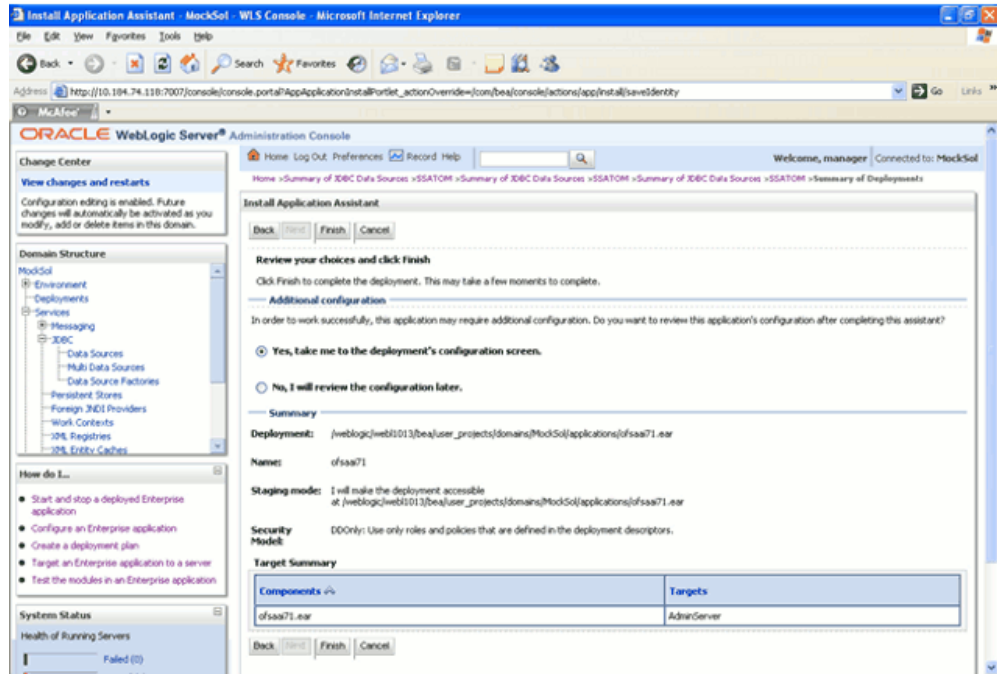 Install Application Assistant - MockSol - WLS Console - Microsoft Internet Explorer
File Edit View Favorites Tools Help
Back Search Favorites
Address http://10.184.74.118:7007/console/console.portal?AppApplicationInstallPortlet_actionOverride=/com/bea/console/actions/app/install/saveIdentity Go Links
McAfee
ORACLE WebLogic Server® Administration Console
Change Center
View changes and restarts
Configuration editing is enabled. Future
changes will automatically be activated as you
modify, add or delete items in this domain.
Domain Structure
MockSol
Environment
Deployments
Services
Messaging
JDBC
Data Sources
Multi Data Sources
Data Source Factories
Persistent Stores
Foreign JNDI Providers
Work Contexts
XML Registries
XML Entity Caches
How do I...
Start and stop a deployed Enterprise
application
Configure an Enterprise application
Create a deployment plan
Target an Enterprise application to a server
Test the modules in an Enterprise application
System Status
Health of Running Servers
Failed (0)
Home Log Out Preferences Record Help
Welcome, manager Connected to: MockSol
Home >Summary of JDBC Data Sources >SSATOM >Summary of JDBC Data Sources >SSATOM >Summary of JDBC Data Sources >SSATOM >Summary of Deployments
Install Application Assistant
Back Next Finish Cancel
Review your choices and click Finish
Click Finish to complete the deployment. This may take a few moments to complete.
Additional configuration
In order to work successfully, this application may require additional configuration. Do you want to review this application's configuration after completing this assistant?
Yes, take me to the deployment's configuration screen.
No, I will review the configuration later.
Summary
Deployment: /weblogic/webl1013/bea/user_projects/domains/MockSol/applications/ofsaai71.ear
Name: ofsaai71
Staging mode: I will make the deployment accessible
at /weblogic/webl1013/bea/user_projects/domains/MockSol/applications/ofsaai71.ear
Security DDOnly: Use only roles and policies that are defined in the deployment descriptors.
Model:
Target Summary
Components Targets
ofsaai71.ear AdminServer
Back Next Finish Cancel